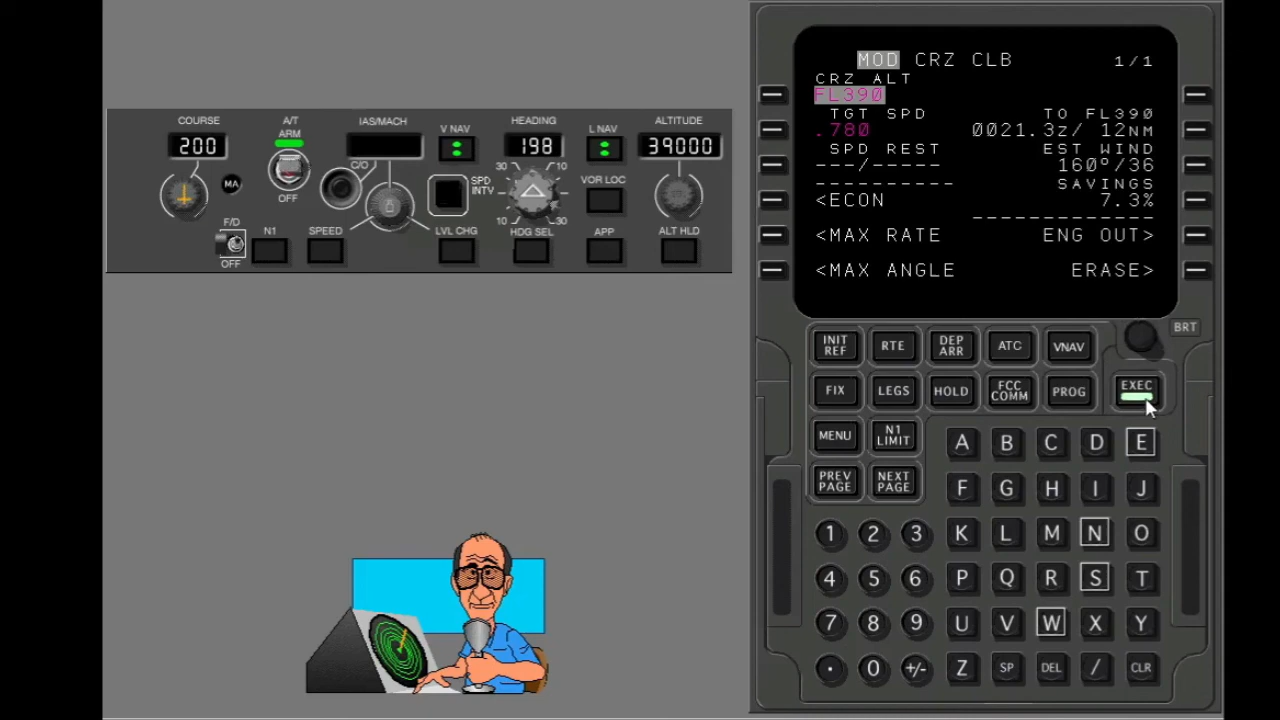 COURSE
200
MA
A/T
ARM
OFF
F/D
OFF
N1
SPEED
IAS/MACH
C/O
V NAV
SPD
INTV
LVL CHG
HEADING
198
30
10
10
30
HDG SEL
L NAV
VOR LOC
APP
ALTITUDE
39000
ALT HLD
MOD CRZ CLB 1/1
CRZ ALT
FL390
TGT SPD TO FL390
.780 0021.3z/ 12NM
SPD REST EST WIND
---/----- 160°/36
---------- SAVINGS
<ECON 7.3%
-------------
<MAX RATE ENG OUT>
<MAX ANGLE ERASE>
BRT
INIT
REF
RTE
DEP
ARR
ATC
VNAV
FIX
LEGS
HOLD
FCC
COMM
PROG
EXEC
MENU
N1
LIMIT
PREV
PAGE
NEXT
PAGE
A B C D E
F G H I J
1 2 3 K L M N O
4 5 6 P Q R S T
7 8 9 U V W X Y
. 0 +/- Z SP DEL / CLR